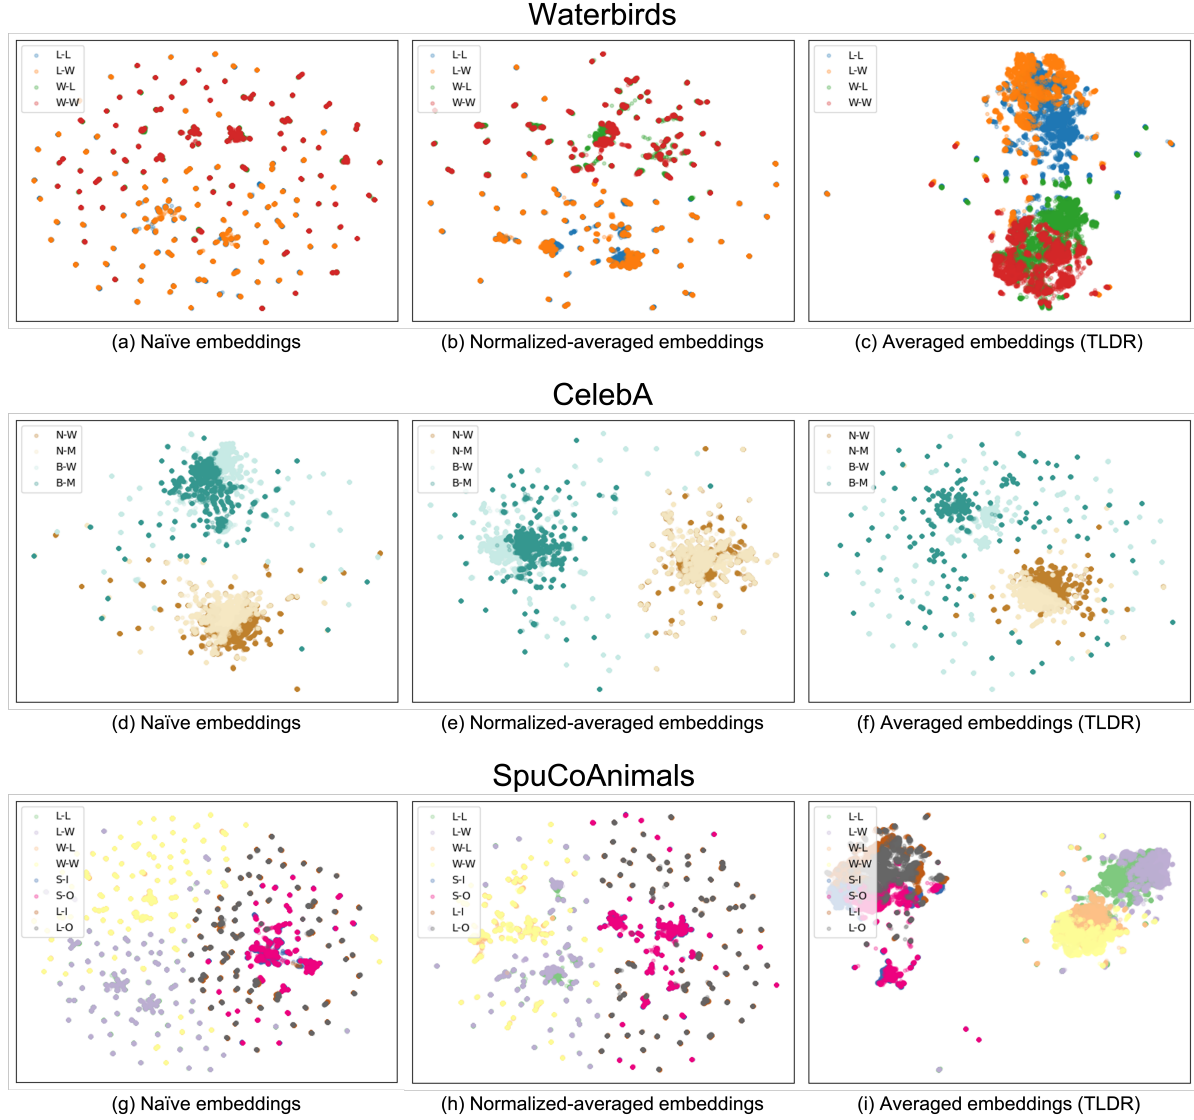 Waterbirds
L-L
L-W
W-L
W-W
L-L
L-W
W-L
W-W
L-L
L-W
W-L
W-W
(a) Naïve embeddings
(b) Normalized-averaged embeddings
(c) Averaged embeddings (TLDR)
CelebA
N-W
N-M
B-W
B-M
N-W
N-M
B-W
B-M
N-W
N-M
B-W
B-M
(d) Naïve embeddings
(e) Normalized-averaged embeddings
(f) Averaged embeddings (TLDR)
SpuCoAnimals
L-L
L-W
W-L
W-W
S-I
S-O
L-I
L-O
L-L
L-W
W-L
W-W
S-I
S-O
L-I
L-O
L-L
L-W
W-L
W-W
S-I
S-O
L-I
L-O
(g) Naïve embeddings
(h) Normalized-averaged embeddings
(i) Averaged embeddings (TLDR)